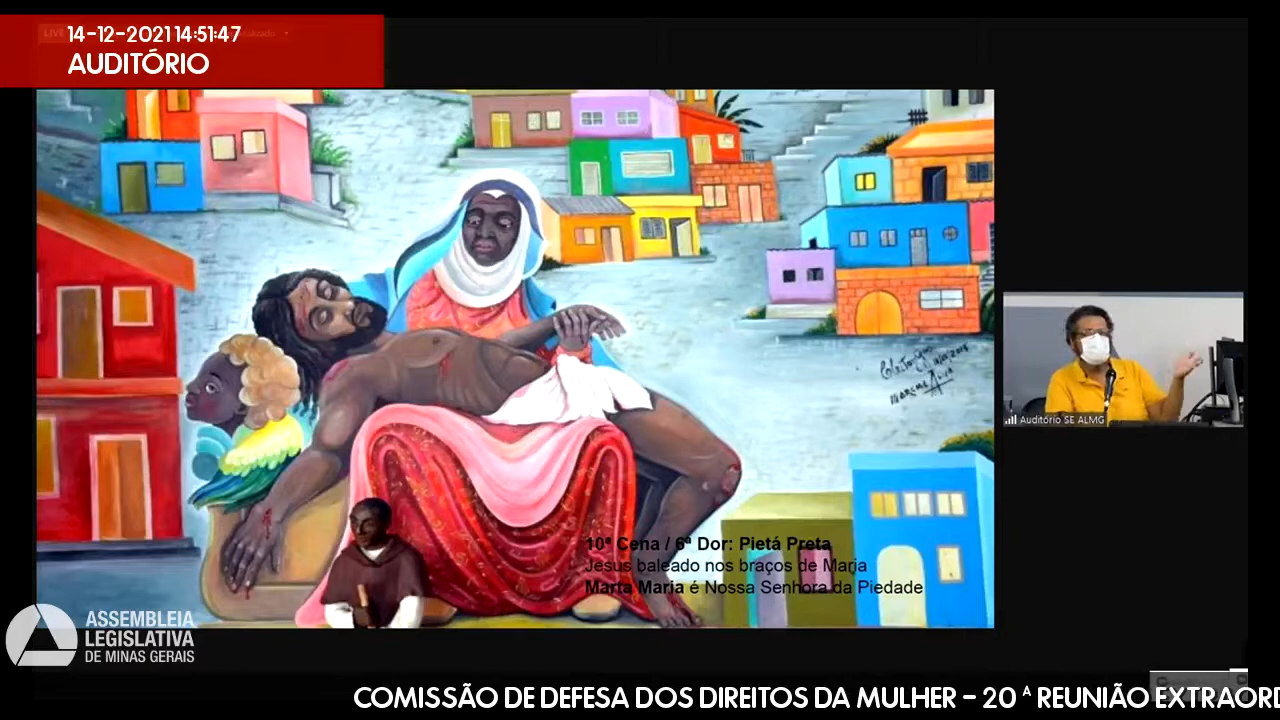 LIVE
14-12-2021 14:51:47
AUDITÓRIO
10ª Cena / 6ª Dor: Pietá Preta
Jesus baleado nos braços de Maria
Marta Maria é Nossa Senhora da Piedade
Auditório SE ALMG
ASSEMBLEIA
LEGISLATIVA
DE MINAS GERAIS
COMISSÃO DE DEFESA DOS DIREITOS DA MULHER – 20 ª REUNIÃO EXTRAORD